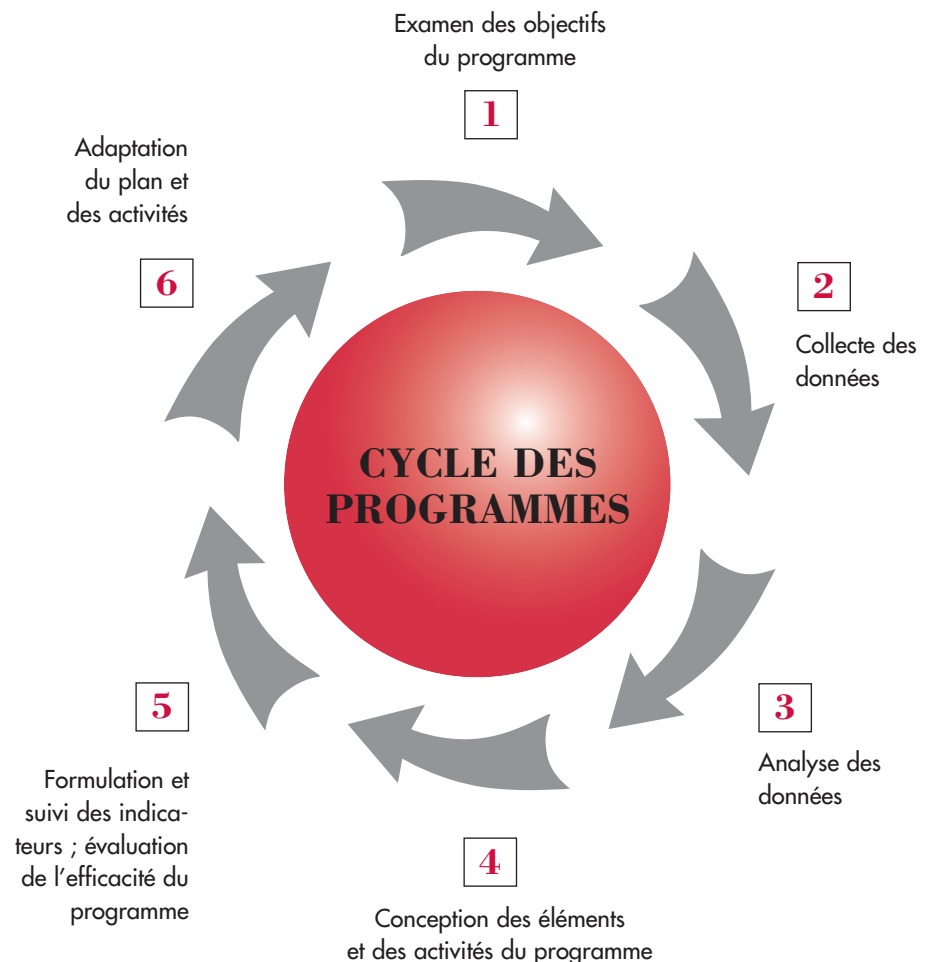 Examen des objectifs
du programme
1
2
Collecte des
données
3
Analyse des
données
4
Conception des éléments
et des activités du programme
5
Formulation et
suivi des indica-
teurs ; évaluation
de l'efficacité du
programme
6
Adaptation
du plan et
des activités
CYCLE DES
PROGRAMMES